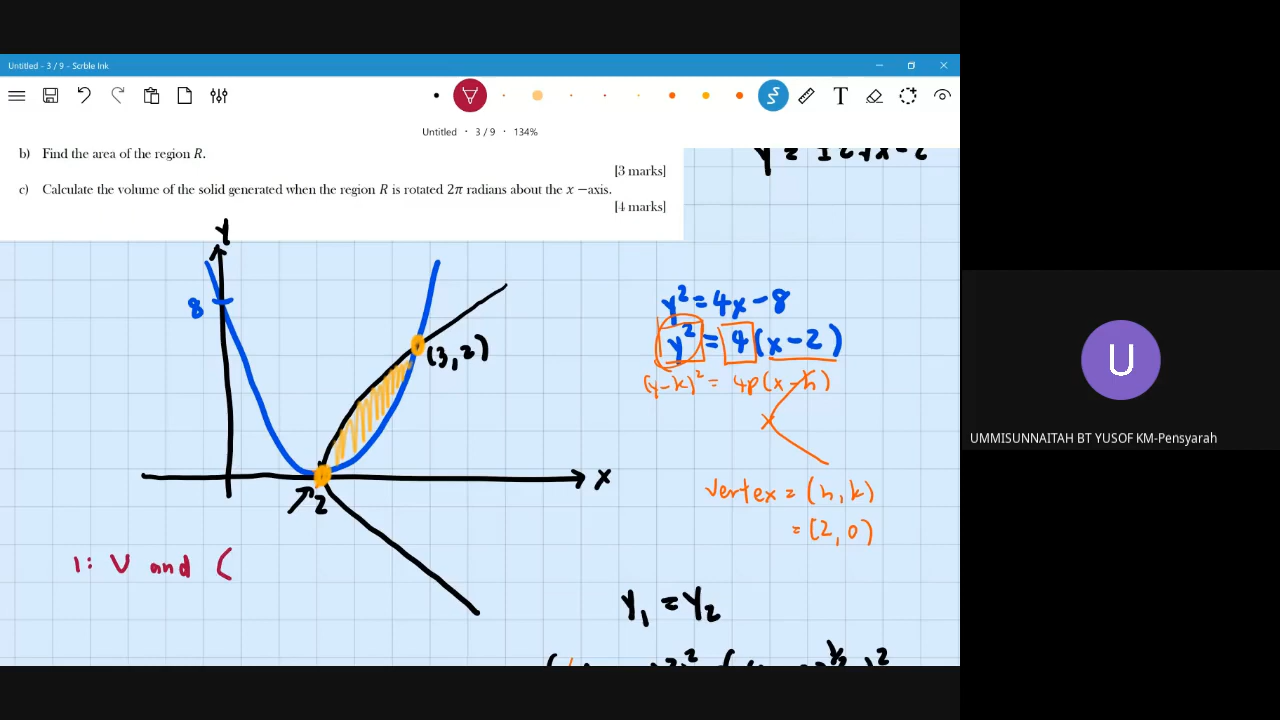 Untitled - 3 / 9 - Scrble Ink
T
Untitled • 3 / 9 • 134%
b) Find the area of the region R.
[3 marks]
c) Calculate the volume of the solid generated when the region R is rotated 2π radians about the x −axis.
[4 marks]
y
8
(3, 2)
2
x
1: V and (
y² = 4x - 8
y² = 4 (x - 2)
(y-k)² = 4p(x-h)
vertex = (h, k)
= (2, 0)
Y₁ = Y₂
U
UMMISUNNAITAH BT YUSOF KM-Pensyarah